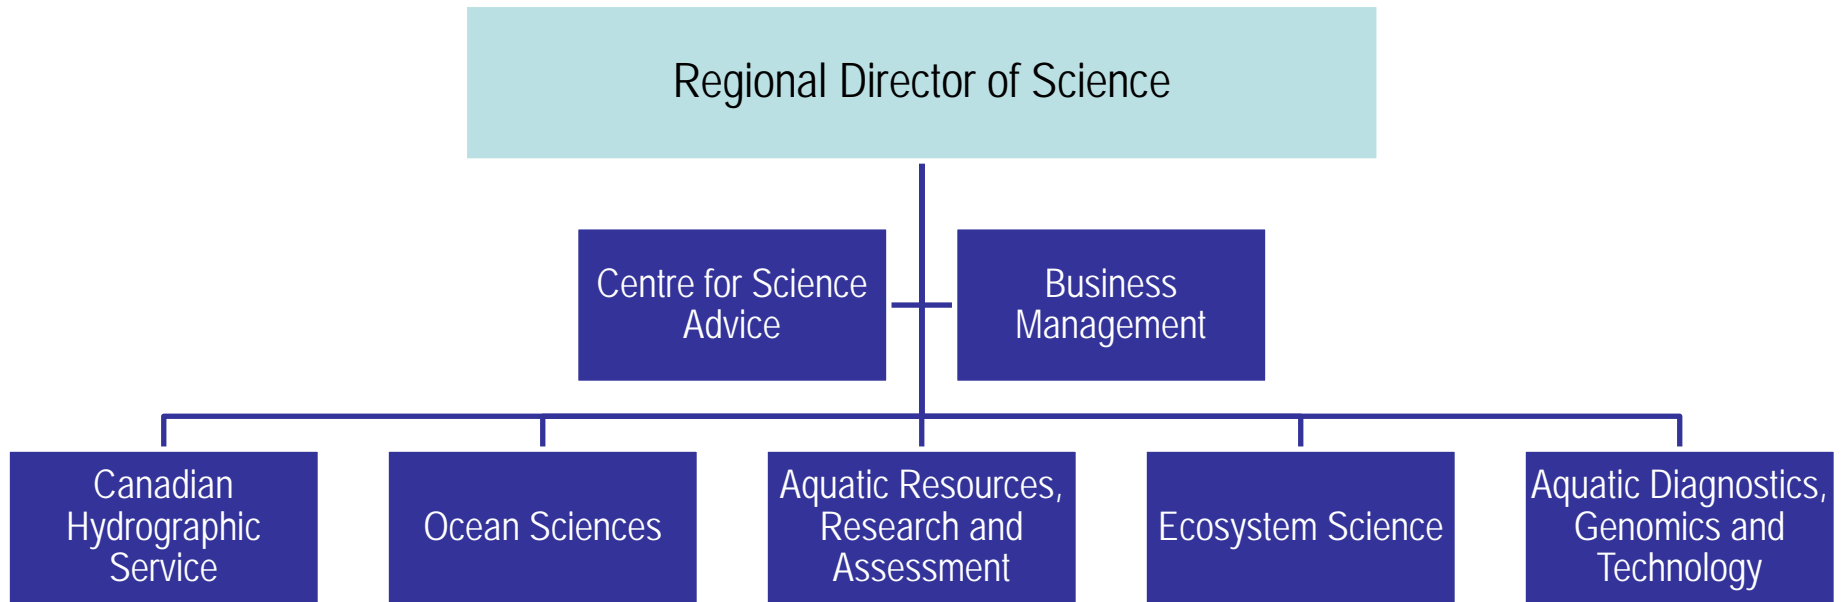 Regional Director of Science
Centre for Science
Advice
Business
Management
Canadian
Hydrographic
Service
Ocean Sciences
Aquatic Resources,
Research and
Assessment
Ecosystem Science
Aquatic Diagnostics,
Genomics and
Technology